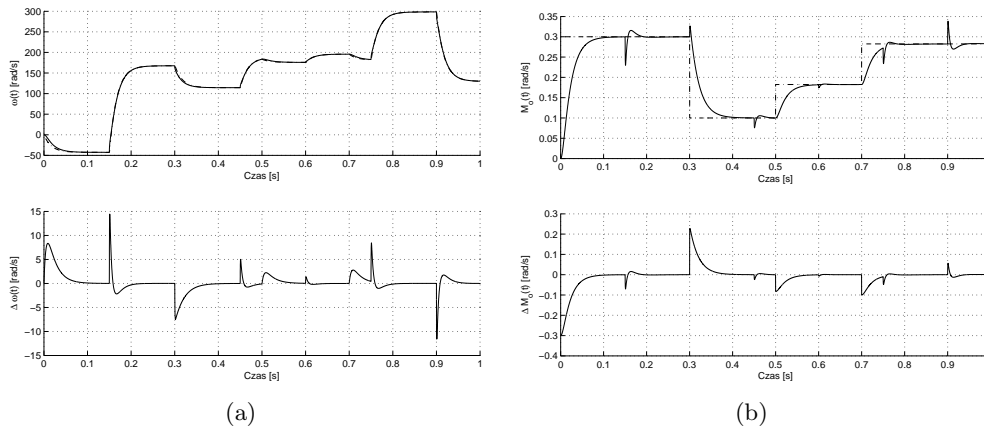 300
250
200
150
100
50
0
−50
ω(t) [rad/s]
0 0.1 0.2 0.3 0.4 0.5 0.6 0.7 0.8 0.9 1
Czas [s]
15
10
5
0
−5
−10
−15
Δ ω(t) [rad/s]
0 0.1 0.2 0.3 0.4 0.5 0.6 0.7 0.8 0.9 1
Czas [s]
(a)
0.35
0.3
0.25
0.2
0.15
0.1
0.05
0
M_o(t) [rad/s]
0 0.1 0.2 0.3 0.4 0.5 0.6 0.7 0.8 0.9
Czas [s]
0.3
0.2
0.1
0
−0.1
−0.2
−0.3
−0.4
Δ M_o(t) [rad/s]
0 0.1 0.2 0.3 0.4 0.5 0.6 0.7 0.8 0.9
Czas [s]
(b)